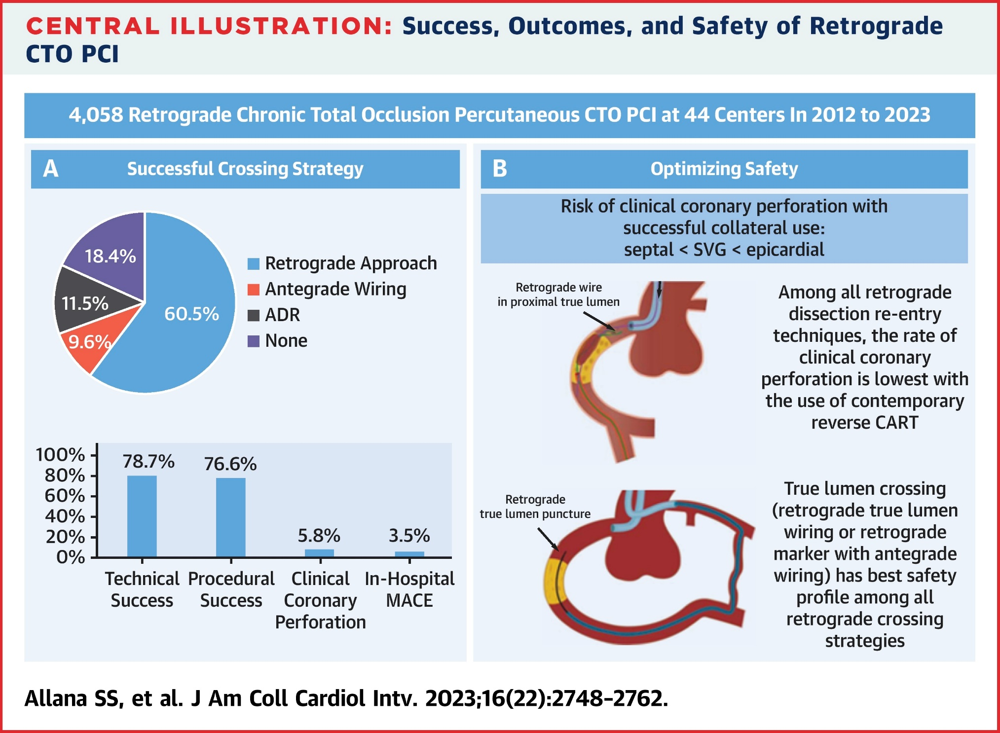 CENTRAL ILLUSTRATION: Success, Outcomes, and Safety of Retrograde
CTO PCI
4,058 Retrograde Chronic Total Occlusion Percutaneous CTO PCI at 44 Centers In 2012 to 2023
A
Successful Crossing Strategy
18.4%
11.5%
9.6%
60.5%
Retrograde Approach
Antegrade Wiring
ADR
None
100%
80%
60%
40%
20%
0%
78.7%
76.6%
5.8%
3.5%
Technical
Success
Procedural
Success
Clinical
Coronary
Perforation
In-Hospital
MACE
B
Optimizing Safety
Risk of clinical coronary perforation with
successful collateral use:
septal < SVG < epicardial
Retrograde wire
in proximal true lumen
Among all retrograde
dissection re-entry
techniques, the rate of
clinical coronary
perforation is lowest with
the use of contemporary
reverse CART
Retrograde
true lumen puncture
True lumen crossing
(retrograde true lumen
wiring or retrograde
marker with antegrade
wiring) has best safety
profile among all
retrograde crossing
strategies
Allana SS, et al. J Am Coll Cardiol Intv. 2023;16(22):2748–2762.